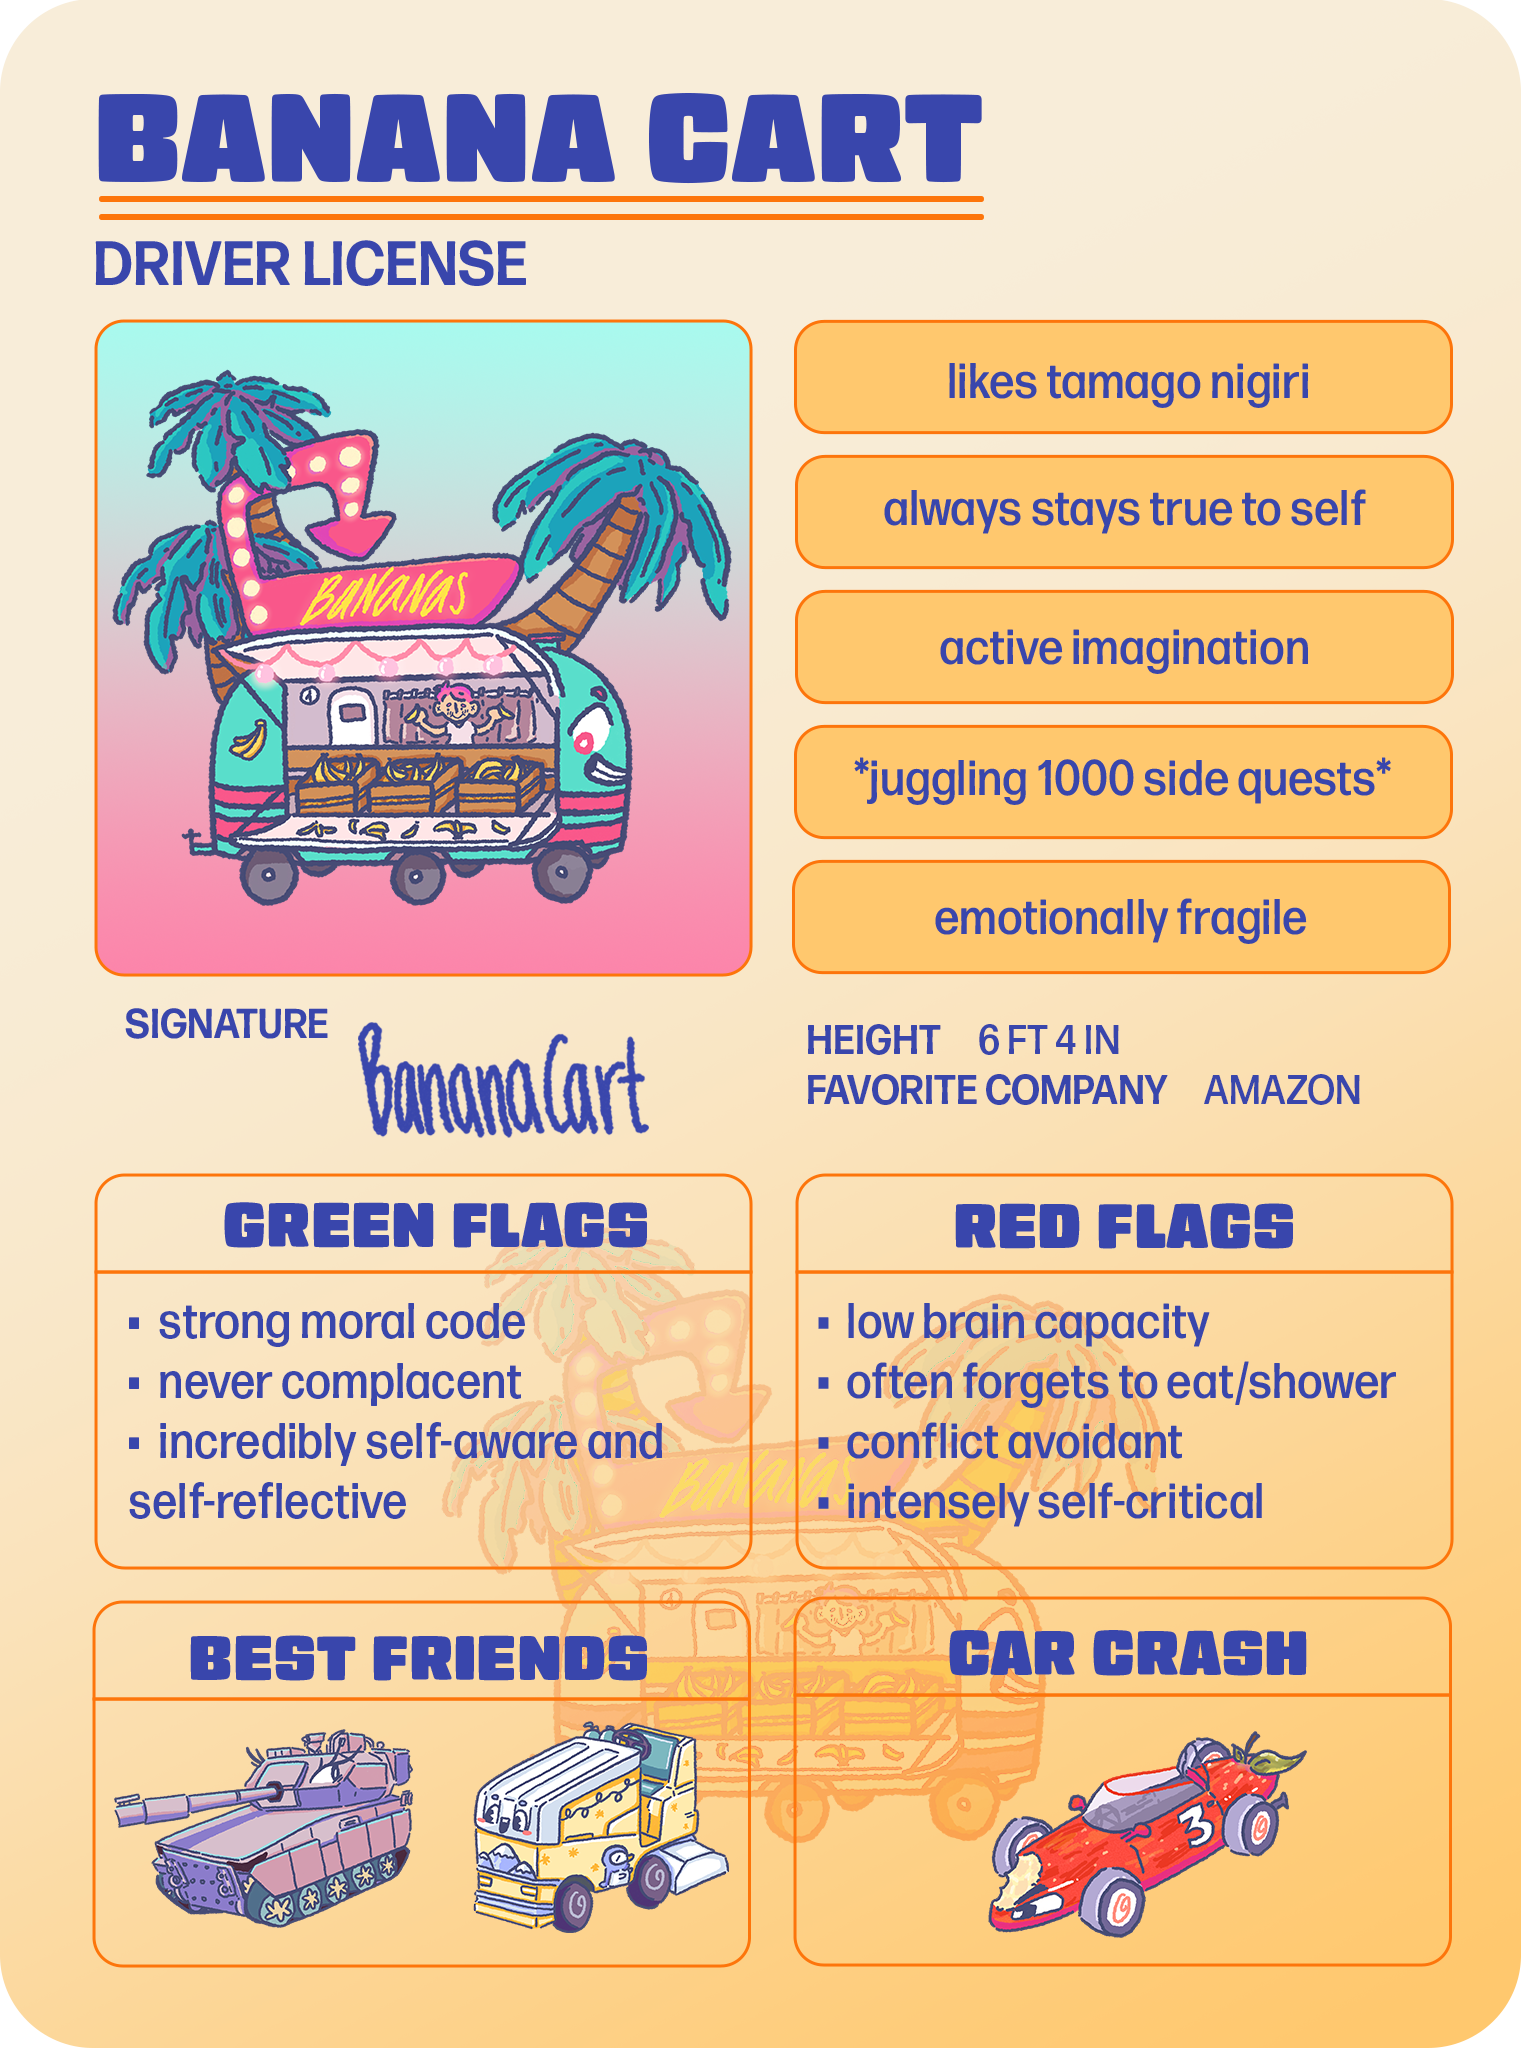 BANANA CART
DRIVER LICENSE
BANANAS
likes tamago nigiri
always stays true to self
active imagination
*juggling 1000 side quests*
emotionally fragile
SIGNATURE
BananaCart
HEIGHT 6 FT 4 IN
FAVORITE COMPANY AMAZON
GREEN FLAGS
▪ strong moral code
▪ never complacent
▪ incredibly self-aware and
self-reflective
RED FLAGS
▪ low brain capacity
▪ often forgets to eat/shower
▪ conflict avoidant
▪ intensely self-critical
BANANAS
BEST FRIENDS
CAR CRASH
3